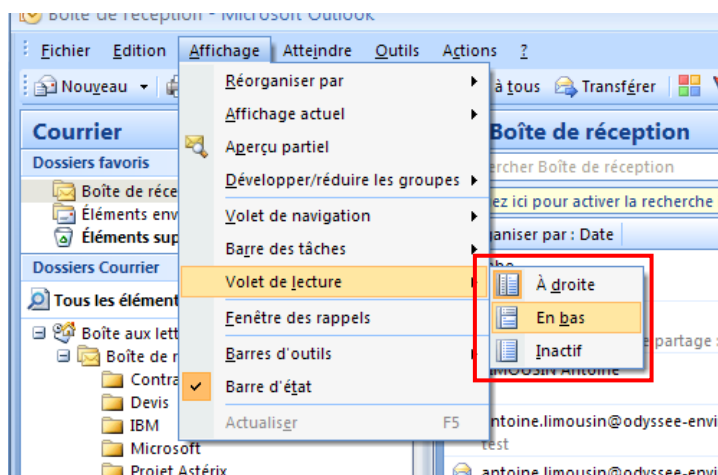 Boîte de réception - Microsoft Outlook
Fichier Edition Affichage Atteindre Outils Actions ?
Nouveau à tous Transférer
Courrier
Dossiers favoris
Boîte de réce
Éléments env
Éléments sup
Dossiers Courrier
Tous les élément
Boîte aux lett
Boîte de r
Contra
Devis
IBM
Microsoft
Projet Astérix
Réorganiser par
Affichage actuel
Aperçu partiel
Développer/réduire les groupes
Volet de navigation
Barre des tâches
Volet de lecture
Fenêtre des rappels
Barres d'outils
Barre d'état
Actualiser F5
À droite
En bas
Inactif
Boîte de réception
ercher Boîte de réception
ez ici pour activer la recherche
ganiser par : Date
e partage :
LIMOUSIN Antoine
ntoine.limousin@odyssee-envi
test
antoine.limousin@odyssee-envi